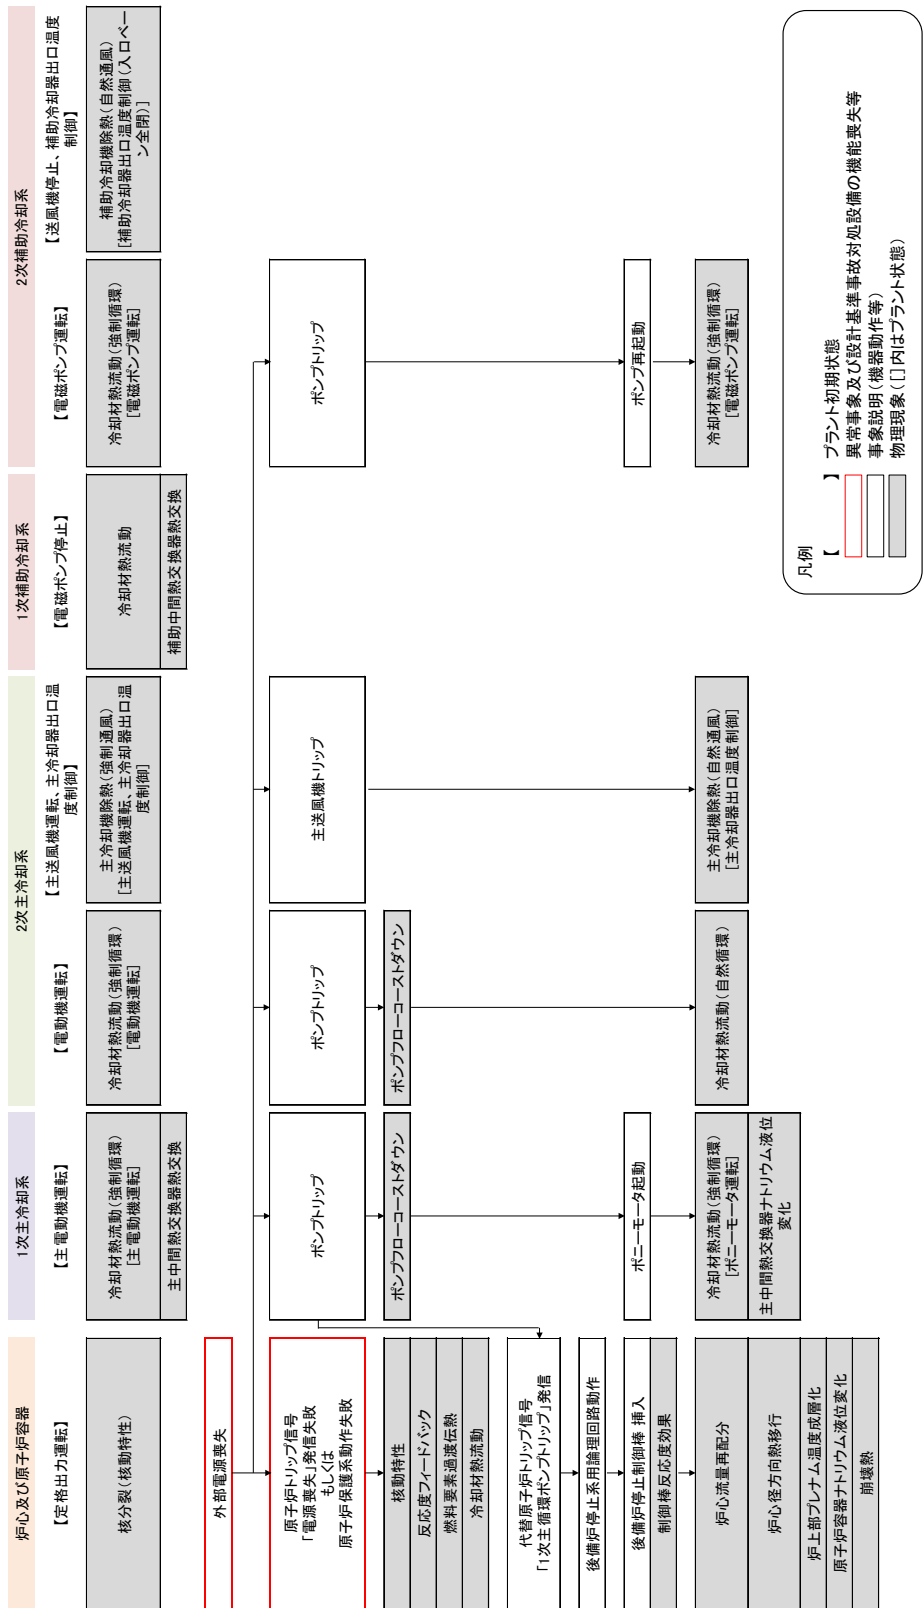 炉心及び原子炉容器
【定格出力運転】
核分裂(核動特性)
外部電源喪失
原子炉トリップ信号
「電源喪失」発信失敗
もしくは
原子炉保護系動作失敗
核動特性
反応度フィードバック
燃料要素過渡伝熱
冷却材熱流動
代替原子炉トリップ信号
「1次主循環ポンプトリップ」発信
後備炉停止系用論理回路動作
後備炉停止制御棒 挿入
制御棒反応度効果
炉心流量再配分
炉心径方向熱移行
炉上部プレナム温度成層化
原子炉容器ナトリウム液位変化
崩壊熱
1次主冷却系
【主電動機運転】
冷却材熱流動(強制循環)
[主電動機運転]
主中間熱交換器熱交換
ポンプトリップ
ポンプフローコーストダウン
ポニーモータ起動
冷却材熱流動(強制循環)
[ポニーモータ運転]
主中間熱交換器ナトリウム液位
変化
2次主冷却系
【電動機運転】
冷却材熱流動(強制循環)
[電動機運転]
ポンプトリップ
ポンプフローコーストダウン
冷却材熱流動(自然循環)
【主送風機運転、主冷却器出口温
度制御】
主冷却機除熱(強制通風)
[主送風機運転、主冷却器出口温
度制御]
主送風機トリップ
主冷却機除熱(自然通風)
[主冷却器出口温度制御]
1次補助冷却系
【電磁ポンプ停止】
冷却材熱流動
補助中間熱交換器熱交換
2次補助冷却系
【電磁ポンプ運転】
冷却材熱流動(強制循環)
[電磁ポンプ運転]
ポンプトリップ
ポンプ再起動
冷却材熱流動(強制循環)
[電磁ポンプ運転]
【送風機停止、補助冷却器出口温度
制御】
補助冷却機除熱(自然通風)
[補助冷却器出口温度制御(入口ベー
ン全閉)]
凡例
【 】 プラント初期状態
異常事象及び設計基準事故対処設備の機能喪失等
事象説明(機器動作等)
物理現象([]内はプラント状態)